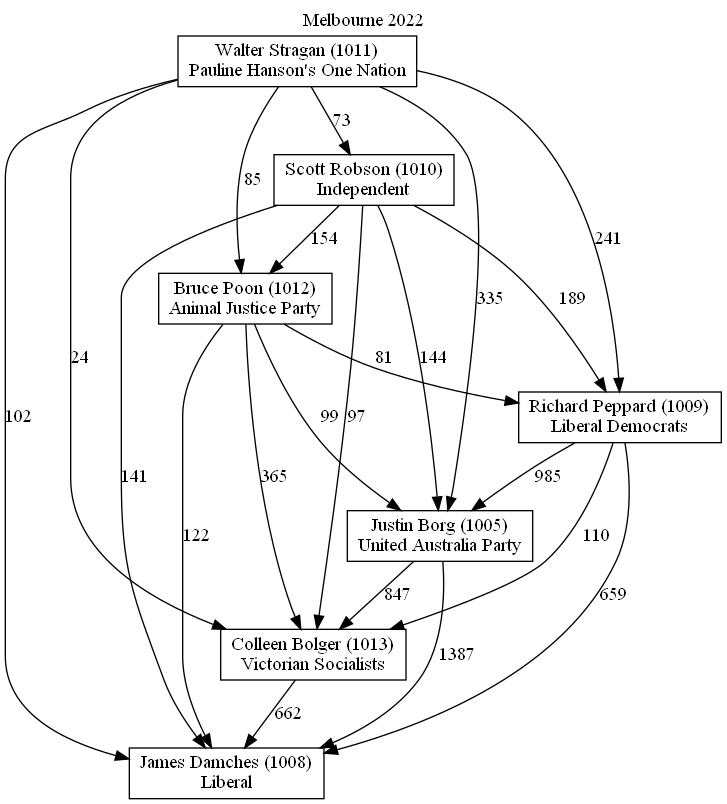 Melbourne 2022
Walter Stragan (1011)
Pauline Hanson's One Nation
73
85
Scott Robson (1010)
Independent
154
241
Bruce Poon (1012)
Animal Justice Party
335
189
24
81
144
102
99
97
Richard Peppard (1009)
Liberal Democrats
141
365
985
122
Justin Borg (1005)
United Australia Party
110
847
659
Colleen Bolger (1013)
Victorian Socialists
1387
662
James Damches (1008)
Liberal